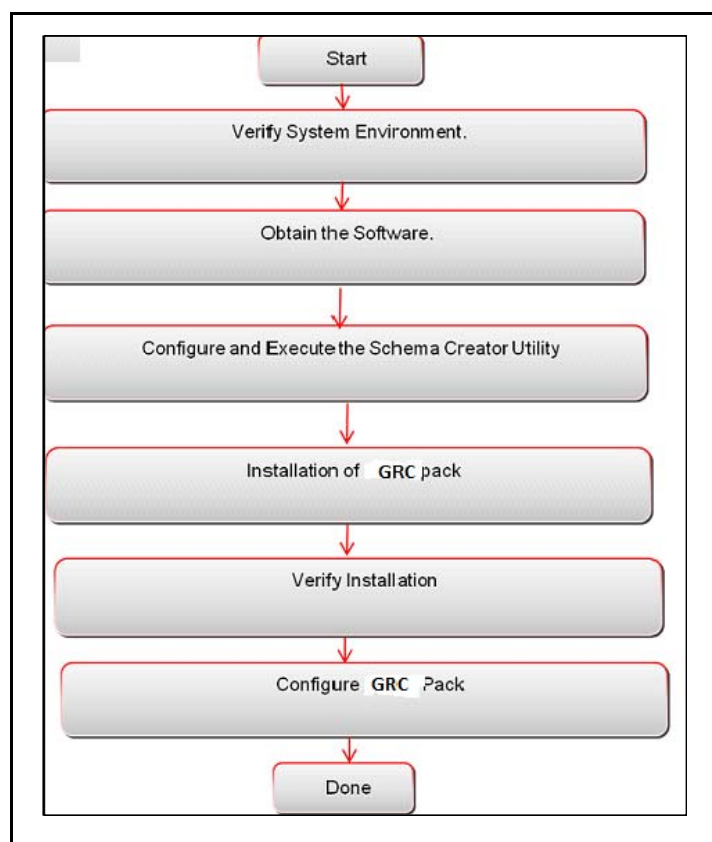 Start
Verify System Environment.
Obtain the Software.
Configure and Execute the Schema Creator Utility
Installation of GRC pack
Verify Installation
Configure GRC Pack
Done